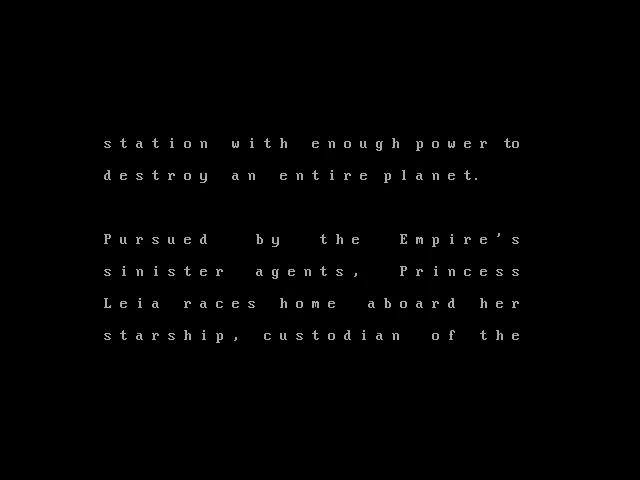 station with enough power to
destroy an entire planet.
Pursued by the Empire's
sinister agents, Princess
Leia races home aboard her
starship, custodian of the